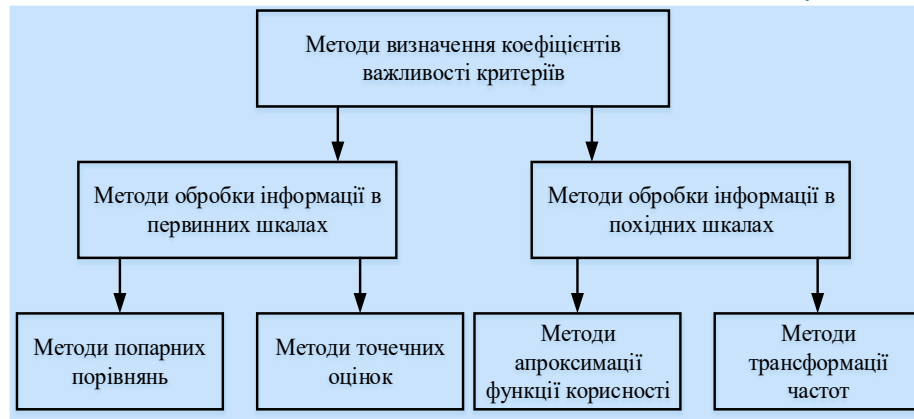 Методи визначення коефіцієнтів
важливості критеріїв
Методи обробки інформації в
первинних шкалах
Методи обробки інформації в
похідних шкалах
Методи попарних
порівнянь
Методи точечних
оцінок
Методи
апроксимації
функції корисності
Методи
трансформації
частот